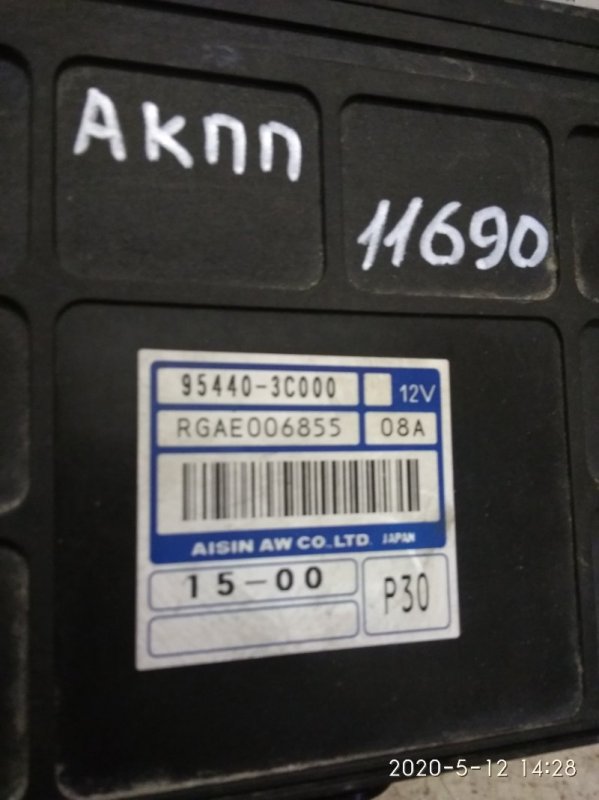 АКПП
11690
95440-3C000 12V
RGAE006855 08A
AISIN AW CO.,LTD. JAPAN
15-00
P30
2020-5-12 14:28